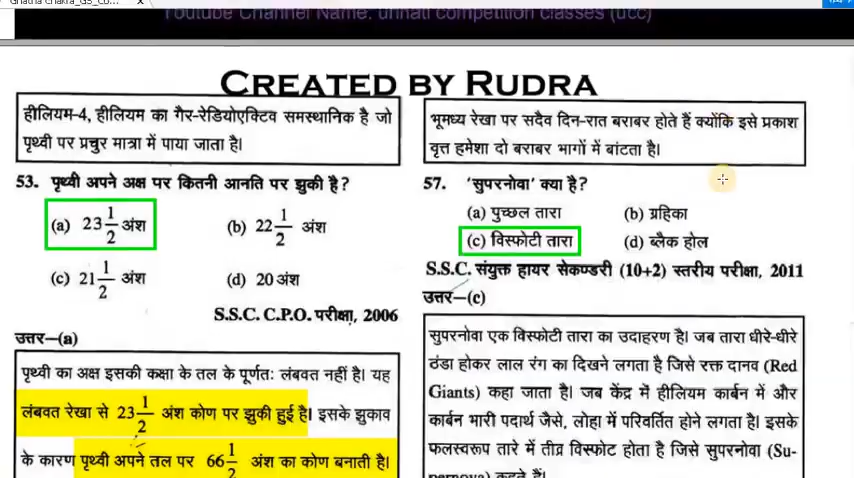 Ghatna Chakra_GS_Co... X
Youtube Channel Name: unnati competition classes (ucc)
CREATED BY RUDRA
हीलियम-4, हीलियम का गैर-रेडियोएक्टिव समस्थानिक है जो
पृथ्वी पर प्रचुर मात्रा में पाया जाता है।
53. पृथ्वी अपने अक्ष पर कितनी आनति पर झुकी है?
(a) 23 1/2 अंश (b) 22 1/2 अंश
(c) 21 1/2 अंश (d) 20 अंश
S.S.C. C.P.O. परीक्षा, 2006
उत्तर—(a)
पृथ्वी का अक्ष इसकी कक्षा के तल के पूर्णतः लंबवत नहीं है। यह
लंबवत रेखा से 23 1/2 अंश कोण पर झुकी हुई है। इसके झुकाव
के कारण पृथ्वी अपने तल पर 66 1/2 अंश का कोण बनाती है।
भूमध्य रेखा पर सदैव दिन-रात बराबर होते हैं क्योंकि इसे प्रकाश
वृत्त हमेशा दो बराबर भागों में बांटता है।
57. 'सुपरनोवा' क्या है?
(a) पुच्छल तारा (b) ग्रहिका
(c) विस्फोटी तारा (d) ब्लैक होल
S.S.C. संयुक्त हायर सेकण्डरी (10+2) स्तरीय परीक्षा, 2011
उत्तर—(c)
सुपरनोवा एक विस्फोटी तारा का उदाहरण है। जब तारा धीरे-धीरे
ठंडा होकर लाल रंग का दिखने लगता है जिसे रक्त दानव (Red
Giants) कहा जाता है। जब केंद्र में हीलियम कार्बन में और
कार्बन भारी पदार्थ जैसे, लोहा में परिवर्तित होने लगता है। इसके
फलस्वरूप तारे में तीव्र विस्फोट होता है जिसे सुपरनोवा (Su-
pernova) कहते हैं।